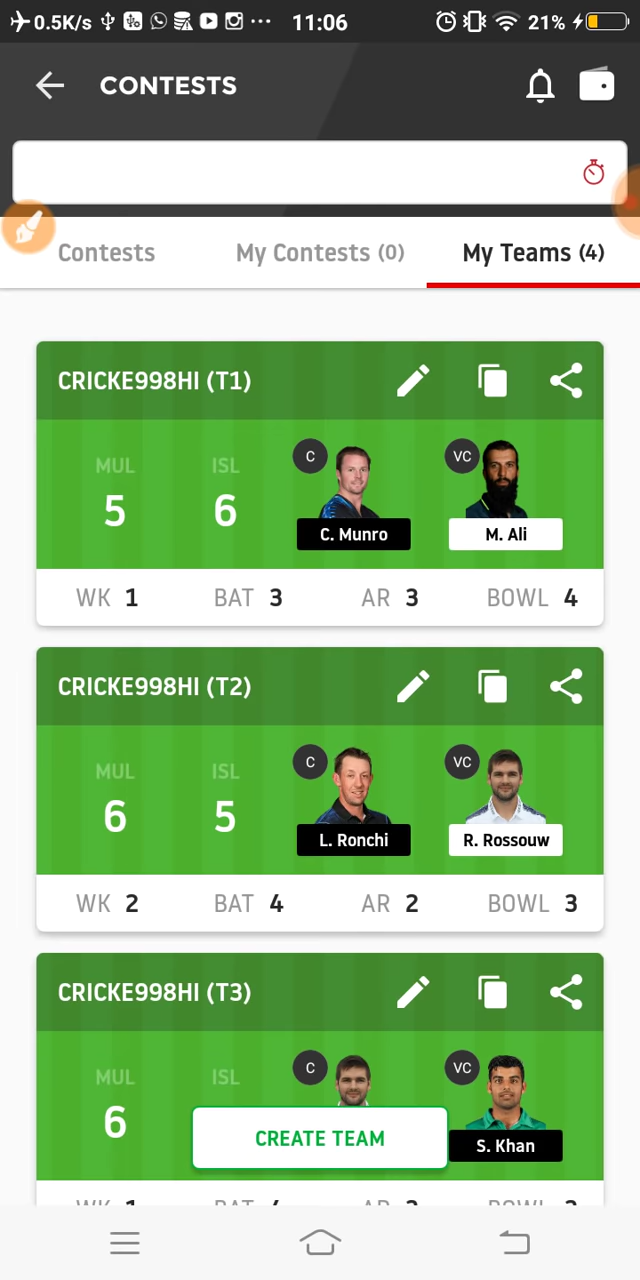 0.5K/s ... 11:06 21%
CONTESTS
Contests My Contests (0) My Teams (4)
CRICKE998HI (T1)
MUL ISL C VC
5 6
C. Munro M. Ali
WK 1 BAT 3 AR 3 BOWL 4
CRICKE998HI (T2)
MUL ISL C VC
6 5
L. Ronchi R. Rossouw
WK 2 BAT 4 AR 2 BOWL 3
CRICKE998HI (T3)
MUL ISL C VC
6
CREATE TEAM S. Khan